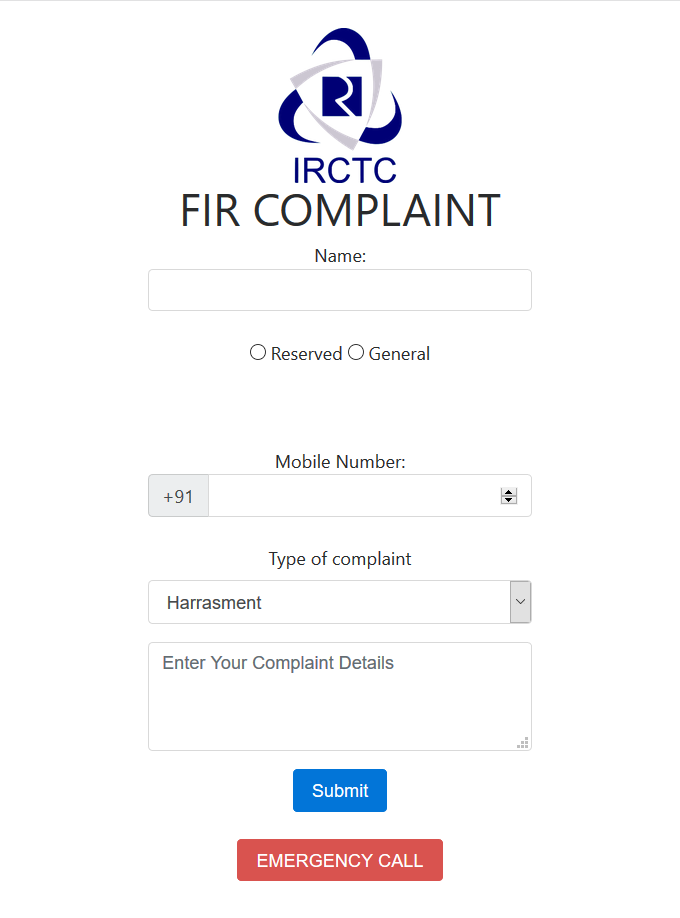 IRCTC
FIR COMPLAINT
Name:
Reserved General
Mobile Number:
+91
Type of complaint
Harrasment
Enter Your Complaint Details
Submit
EMERGENCY CALL